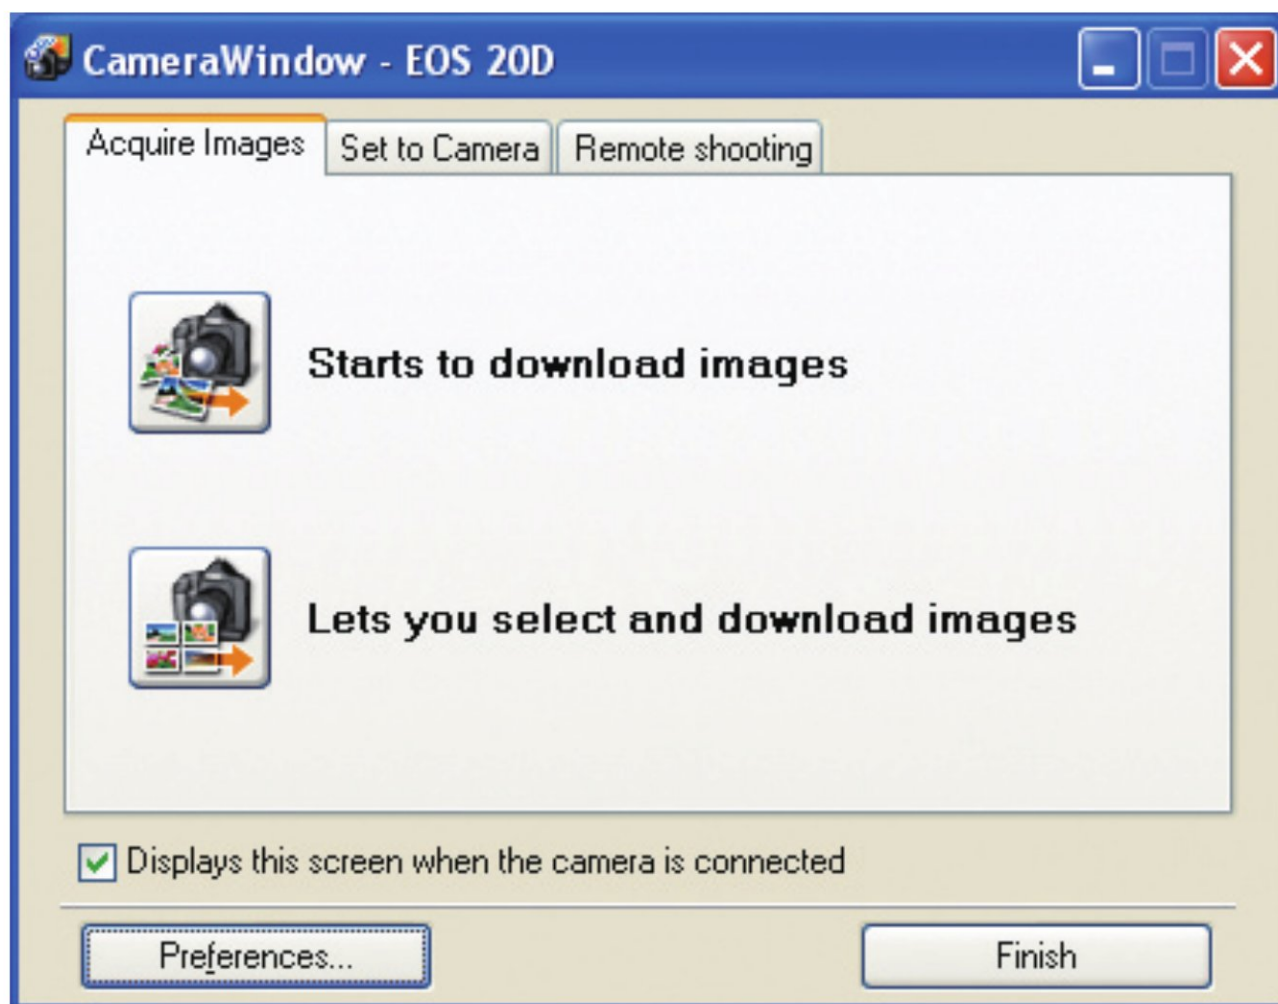 CameraWindow - EOS 20D
Acquire Images Set to Camera Remote shooting
Starts to download images
Lets you select and download images
Displays this screen when the camera is connected
Preferences... Finish